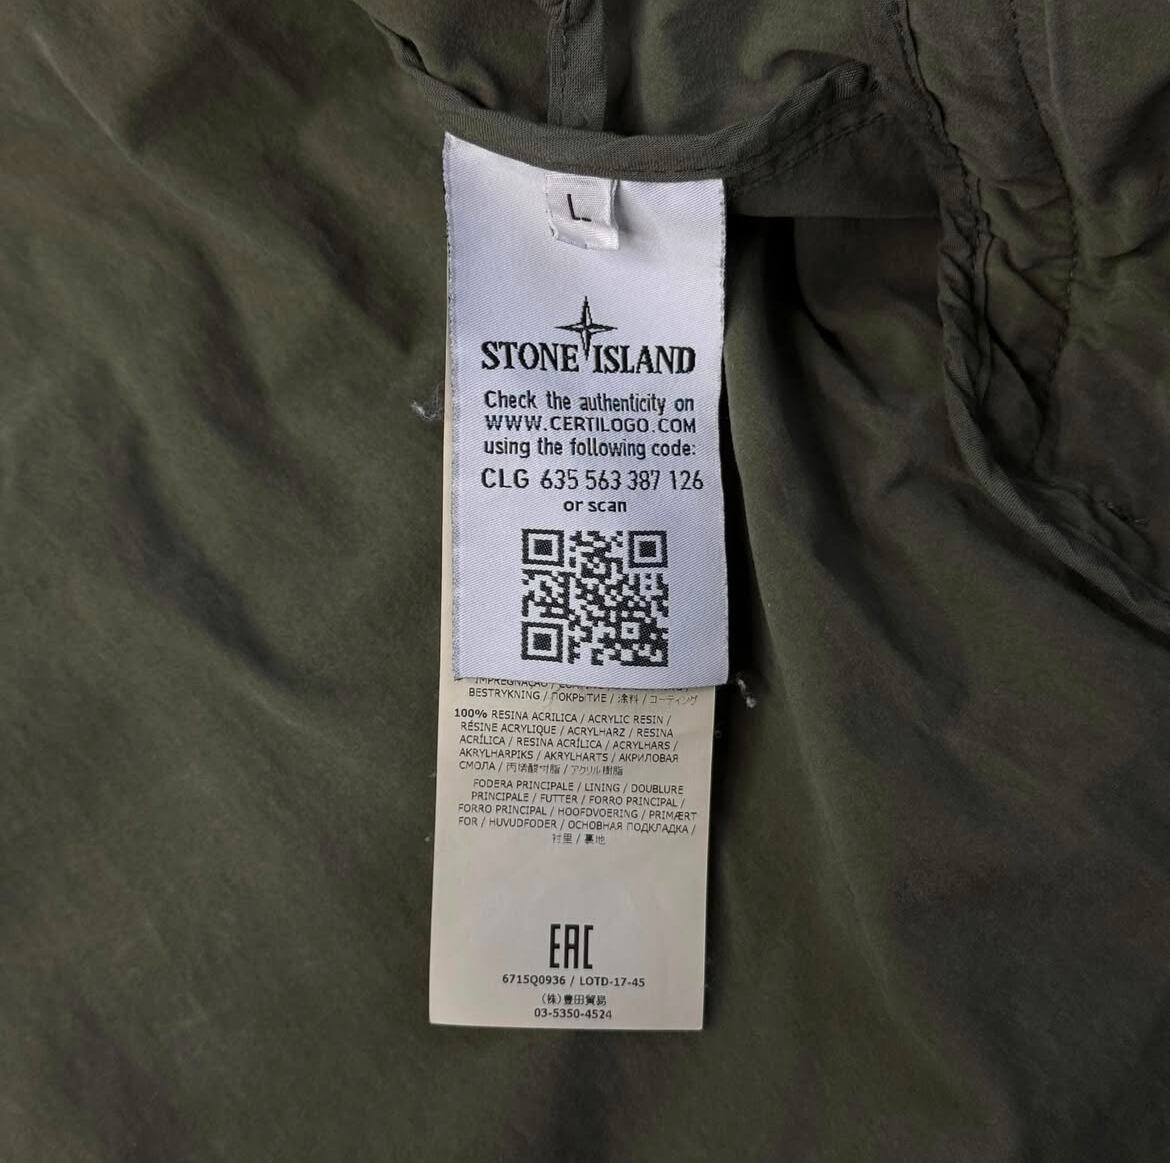 L
STONE ISLAND
Check the authenticity on
WWW.CERTILOGO.COM
using the following code:
CLG 635 563 387 126
or scan
BESTRYKNING / ПОКРЫТИЕ / 涂料 / コーティング
100% RESINA ACRILICA / ACRYLIC RESIN /
RÉSINE ACRYLIQUE / ACRYLHARZ / RESINA
ACRÍLICA / RESINA ACRÍLICA / ACRYLHARS /
AKRYLHARPIKS / AKRYLHARTS / АКРИЛОВАЯ
СМОЛА / 丙烯酸树脂 / アクリル樹脂
FODERA PRINCIPALE / LINING / DOUBLURE
PRINCIPALE / FUTTER / FORRO PRINCIPAL /
FORRO PRINCIPAL / HOOFDVOERING / PRIMÆRT
FOR / HUVUDFODER / ОСНОВНАЯ ПОДКЛАДКА /
衬里 / 裏地
EAC
6715Q0936 / LOTD-17-45
(株)豊田貿易
03-5350-4524